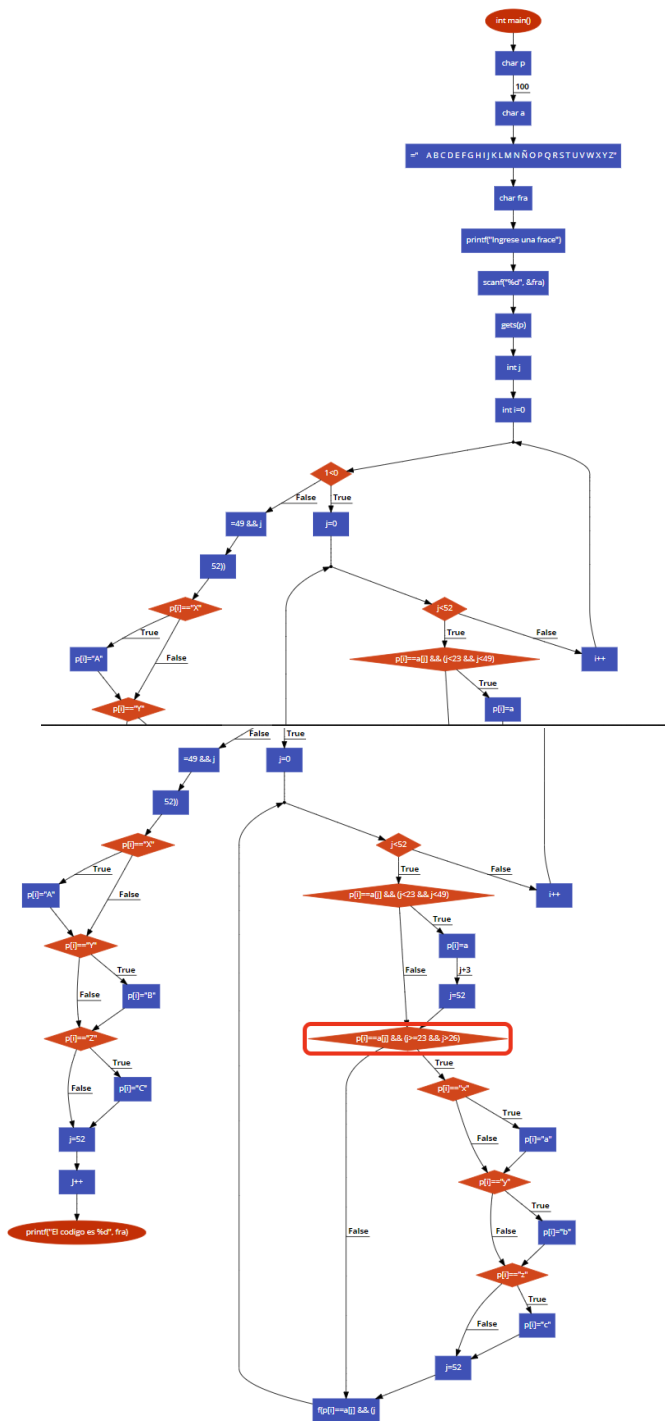 int main()
char p
100
char a
=" A B C D E F G H I J K L M N Ñ O P Q R S T U V W X Y Z"
char fra
printf("Ingrese una frace")
scanf("%d", &fra)
gets(p)
int j
int i=0
1<0
False
True
=49 && j
j=0
52))
j<52
p[i]=="X"
True
False
True
p[i]=="A"
False
p[i]==a[j] && (j<23 && j<49)
i++
True
p[i]=="Y"
p[i]=a
False
True
=49 && j
j=0
52))
p[i]=="X"
j<52
True
True
False
p[i]="A"
False
p[i]==a[j] && (j<23 && j<49)
i++
True
p[i]=="Y"
p[i]=a
True
False
False
j+3
p[i]="B"
j=52
p[i]=="Z"
p[i]==a[j] && (j>=23 && j>26)
True
True
False
p[i]="C"
p[i]=="x"
True
j=52
False
p[i]="a"
J++
p[i]=="y"
True
printf("El codigo es %d", fra)
False
False
p[i]="b"
p[i]=="z"
True
False
p[i]="c"
j=52
f(p[i]==a[j] && (j